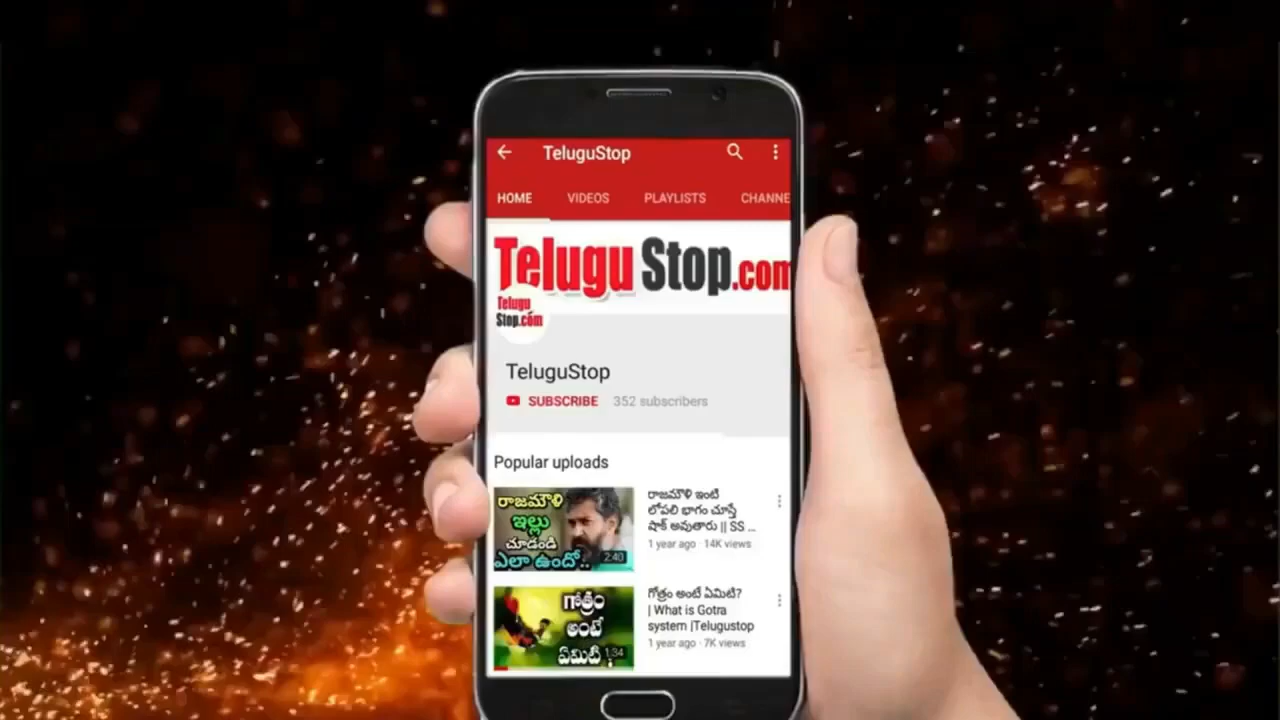 TeluguStop
HOME VIDEOS PLAYLISTS CHANNE
Telugu Stop.com
Telugu
Stop.com
TeluguStop
SUBSCRIBE 352 subscribers
Popular uploads
రాజమౌళి
ఇల్లు
చూడండి
ఎలా ఉందో..
2:40
రాజమౌళి ఇంటి
లోపలి భాగం చూస్తే
షాక్ అవుతారు || SS ...
1 year ago · 14K views
గోత్రం
అంటే
ఏమిటి ?
1:34
గోత్రం అంటే ఏమిటి?
| What is Gotra
system |Telugustop
1 year ago · 7K views